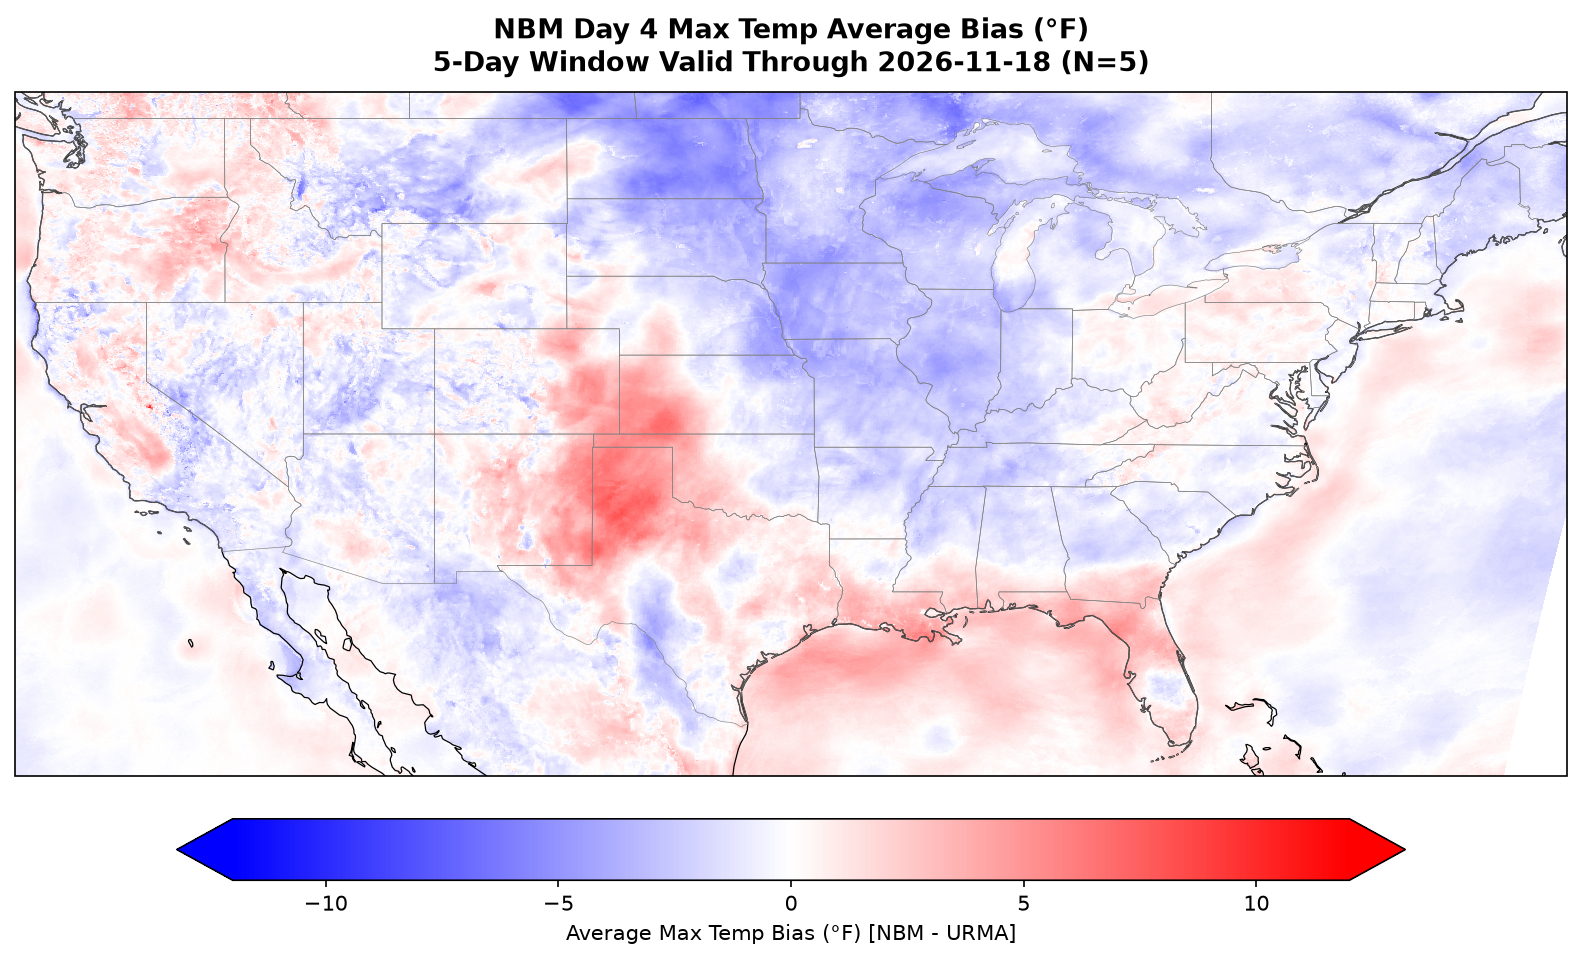 NBM Day 4 Max Temp Average Bias (°F)
5-Day Window Valid Through 2026-11-18 (N=5)
−10 −5 0 5 10
Average Max Temp Bias (°F) [NBM - URMA]